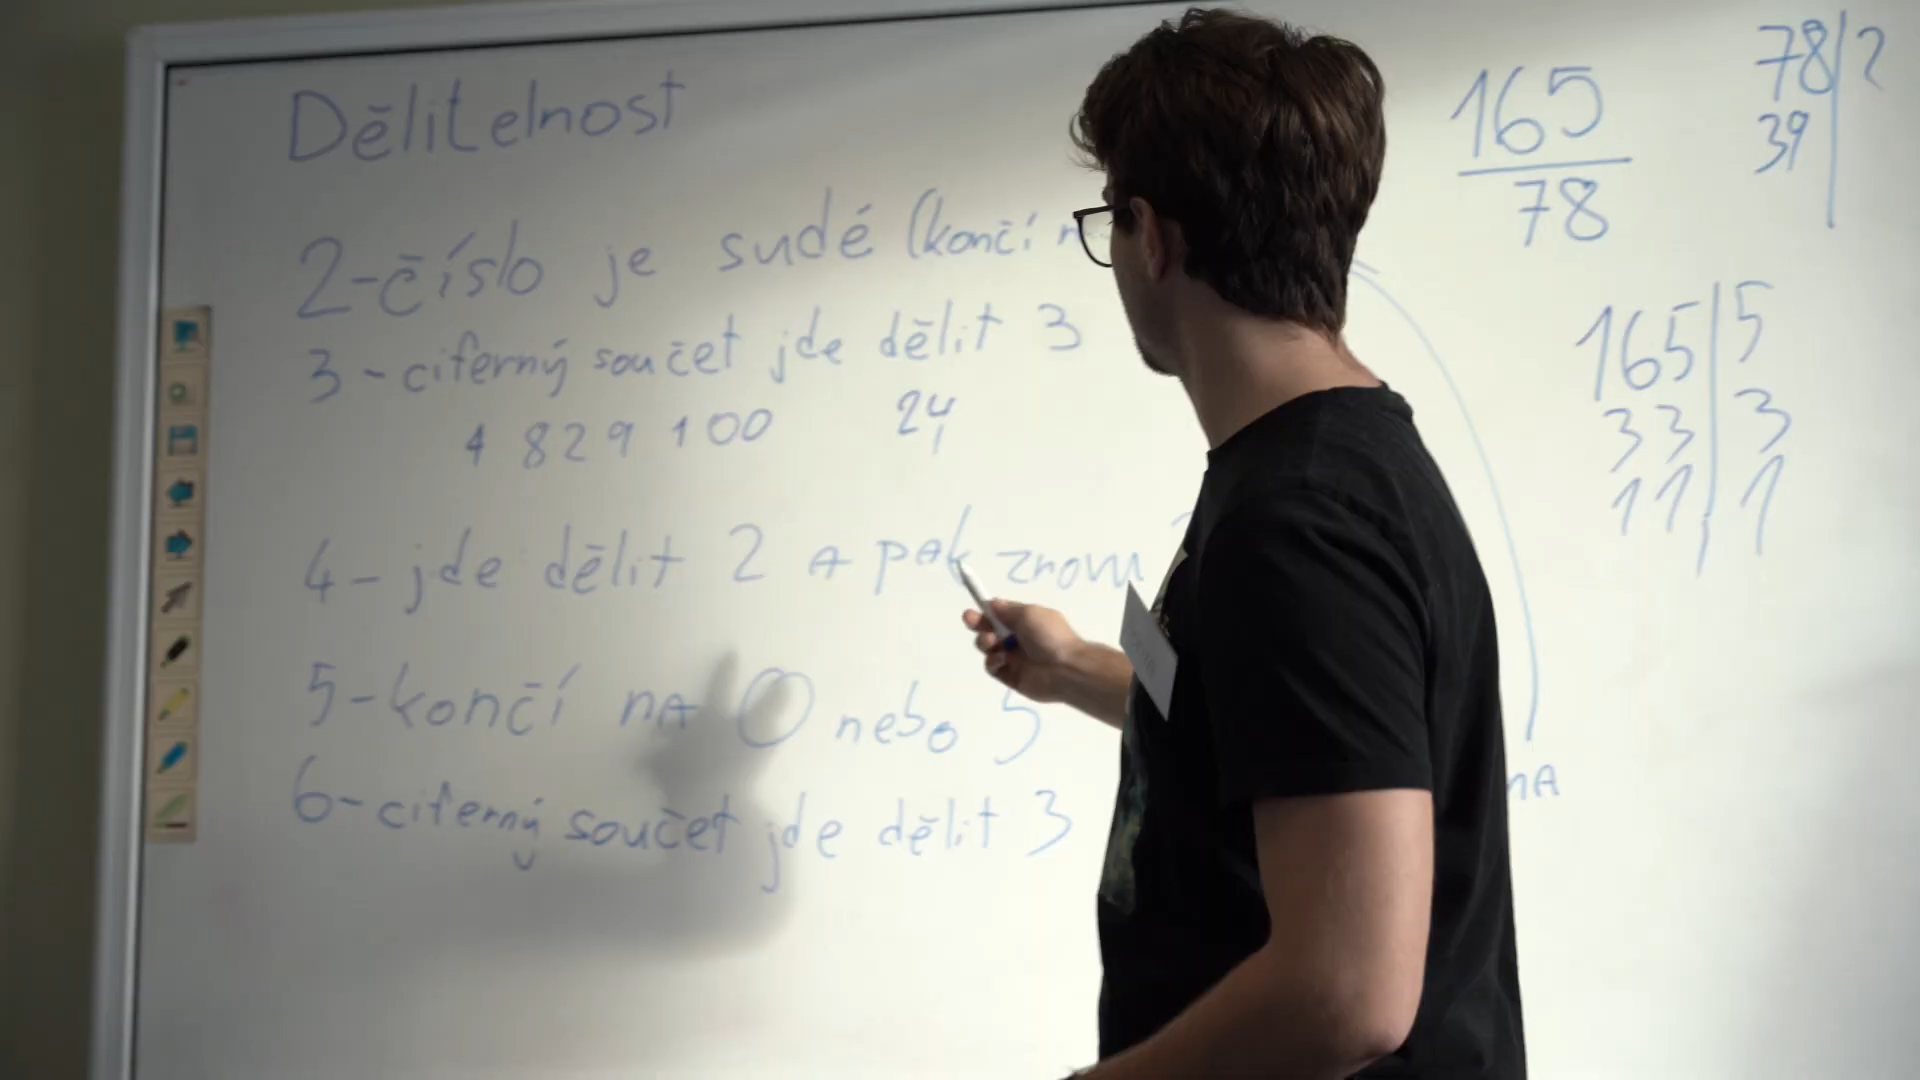 Dělitelnost
2-číslo je sudé (končí
3 - ciferný součet jde dělit 3
4 829 100 24
4 - jde dělit 2 A pak znovu
5 - končí nA 0 nebo 5
6 - ciferný součet jde dělit 3
nA
165
78
78 | 2
39
165 | 5
33 | 3
11 | 1